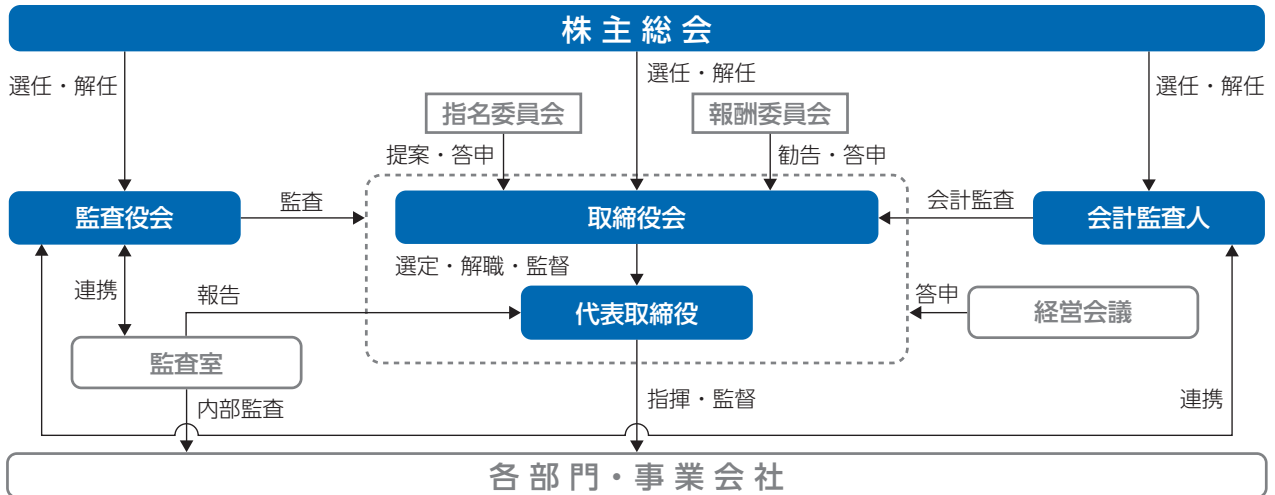 株主総会
選任・解任
選任・解任
選任・解任
指名委員会
報酬委員会
提案・答申
勧告・答申
監査役会
監査
取締役会
会計監査
会計監査人
選定・解職・監督
連携
報告
代表取締役
答申
経営会議
監査室
内部監査
指揮・監督
連携
各部門・事業会社